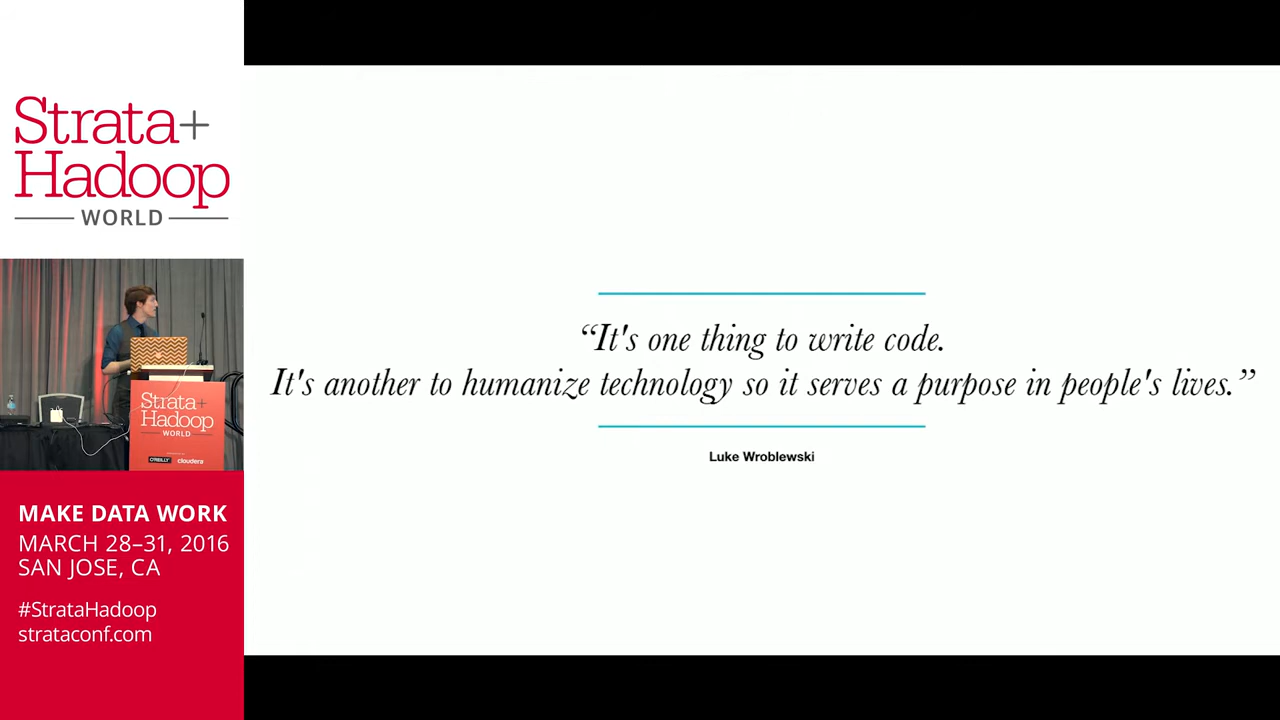 Strata+
Hadoop
WORLD
Strata+
Hadoop
WORLD
O'REILLY
cloudera
MAKE DATA WORK
MARCH 28–31, 2016
SAN JOSE, CA
#StrataHadoop
strataconf.com
“It's one thing to write code.
It's another to humanize technology so it serves a purpose in people's lives.”
Luke Wroblewski